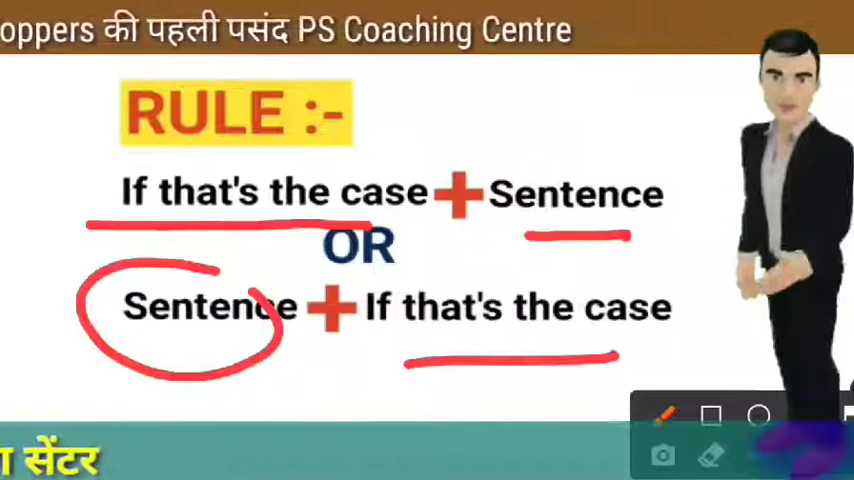 oppers की पहली पसंद PS Coaching Centre
RULE :-
If that's the case + Sentence
OR
Sentence + If that's the case
सेंटर